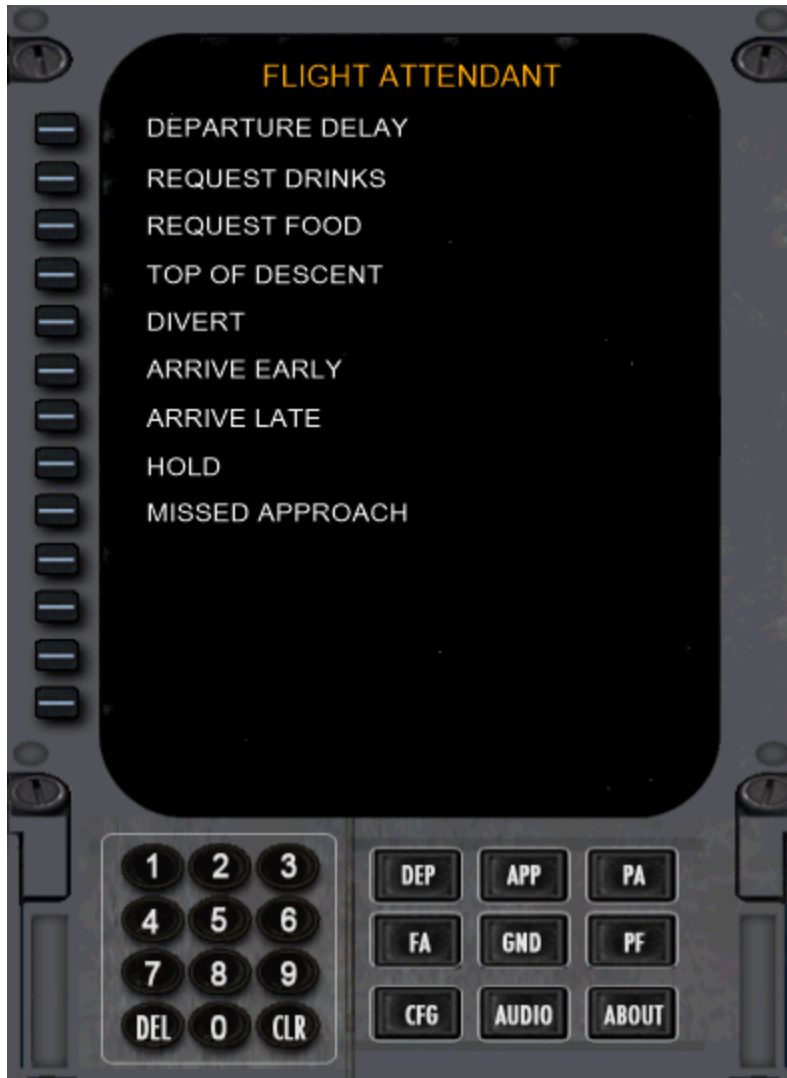 FLIGHT ATTENDANT
DEPARTURE DELAY
REQUEST DRINKS
REQUEST FOOD
TOP OF DESCENT
DIVERT
ARRIVE EARLY
ARRIVE LATE
HOLD
MISSED APPROACH
1 2 3 DEP APP PA
4 5 6 FA GND PF
7 8 9
DEL 0 CLR CFG AUDIO ABOUT